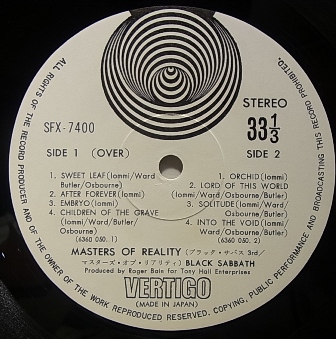 ALL RIGHTS OF THE RECORD PRODUCER AND OF THE OWNER OF THE WORK REPRODUCED RESERVED. COPYING, PUBLIC PERFORMANCE AND BROADCASTING OF THIS RECORD PROHIBITED.
STEREO
SFX-7400
33 1/3
SIDE 1 (OVER)
SIDE 2
1. SWEET LEAF (Iommi/Ward
Butler/Osbourne)
2. AFTER FOREVER (Iommi)
3. EMBRYO (Iommi)
4. CHILDREN OF THE GRAVE
(Iommi/Ward/Butler/
Osbourne)
(6360 050. 1)
1. ORCHID (Iommi)
2. LORD OF THIS WORLD
(Iommi/Ward/Butler/Osbourne)
3. SOLITUDE (Iommi/Ward/
Osbourne/Butler)
4. INTO THE VOID (Iommi/
Ward/Osbourne/Butler)
(6360 050. 2)
MASTERS OF REALITY (ブラック・サバス 3rd/
マスターズ・オブ・リアリティ) BLACK SABBATH
Produced by Roger Bain for Tony Hall Enterprises
VERTIGO
(MADE IN JAPAN)